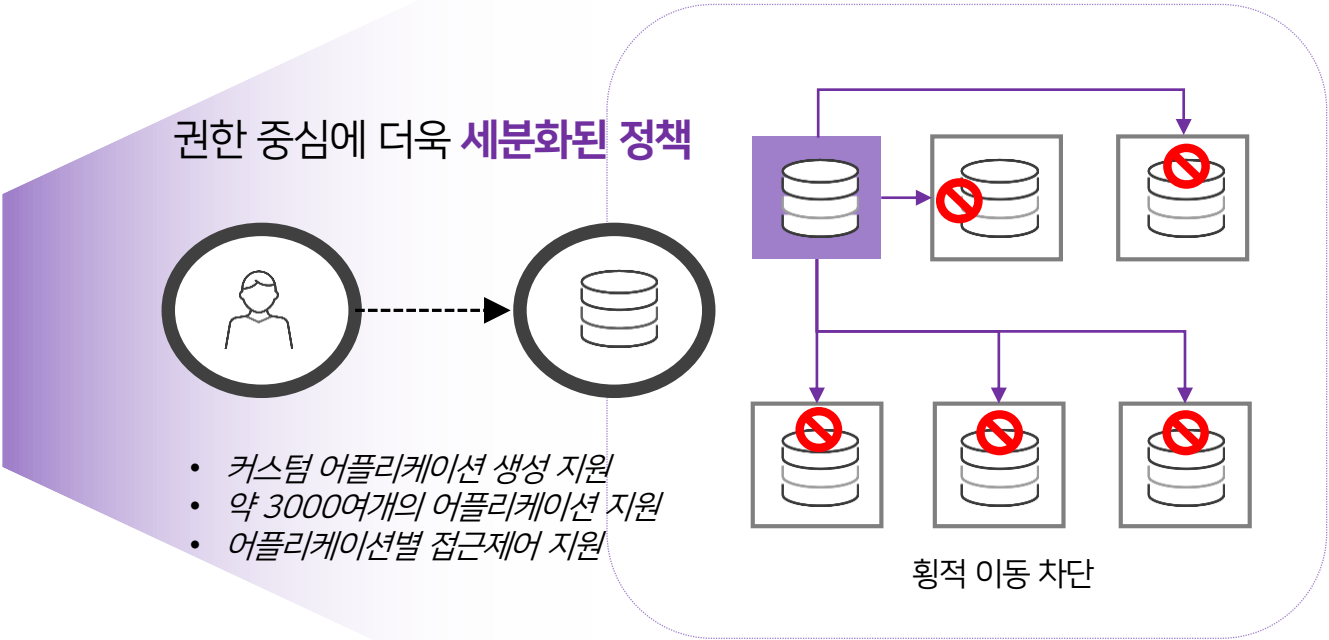 권한 중심에 더욱 세분화된 정책
• 커스텀 어플리케이션 생성 지원
• 약 3000여개의 어플리케이션 지원
• 어플리케이션별 접근제어 지원
횡적 이동 차단